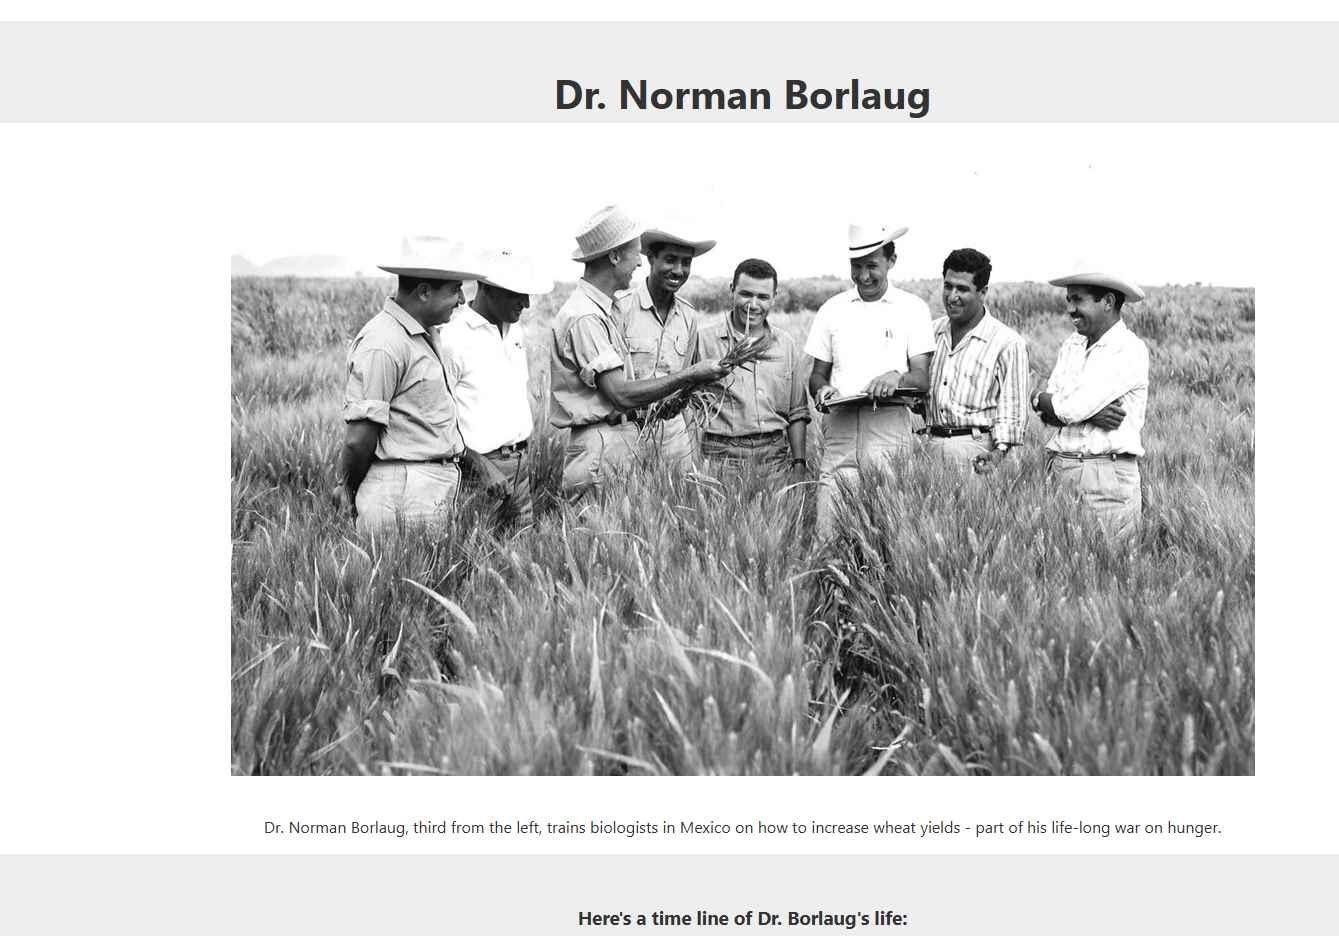 Dr. Norman Borlaug
Dr. Norman Borlaug, third from the left, trains biologists in Mexico on how to increase wheat yields - part of his life-long war on hunger.
Here's a time line of Dr. Borlaug's life: